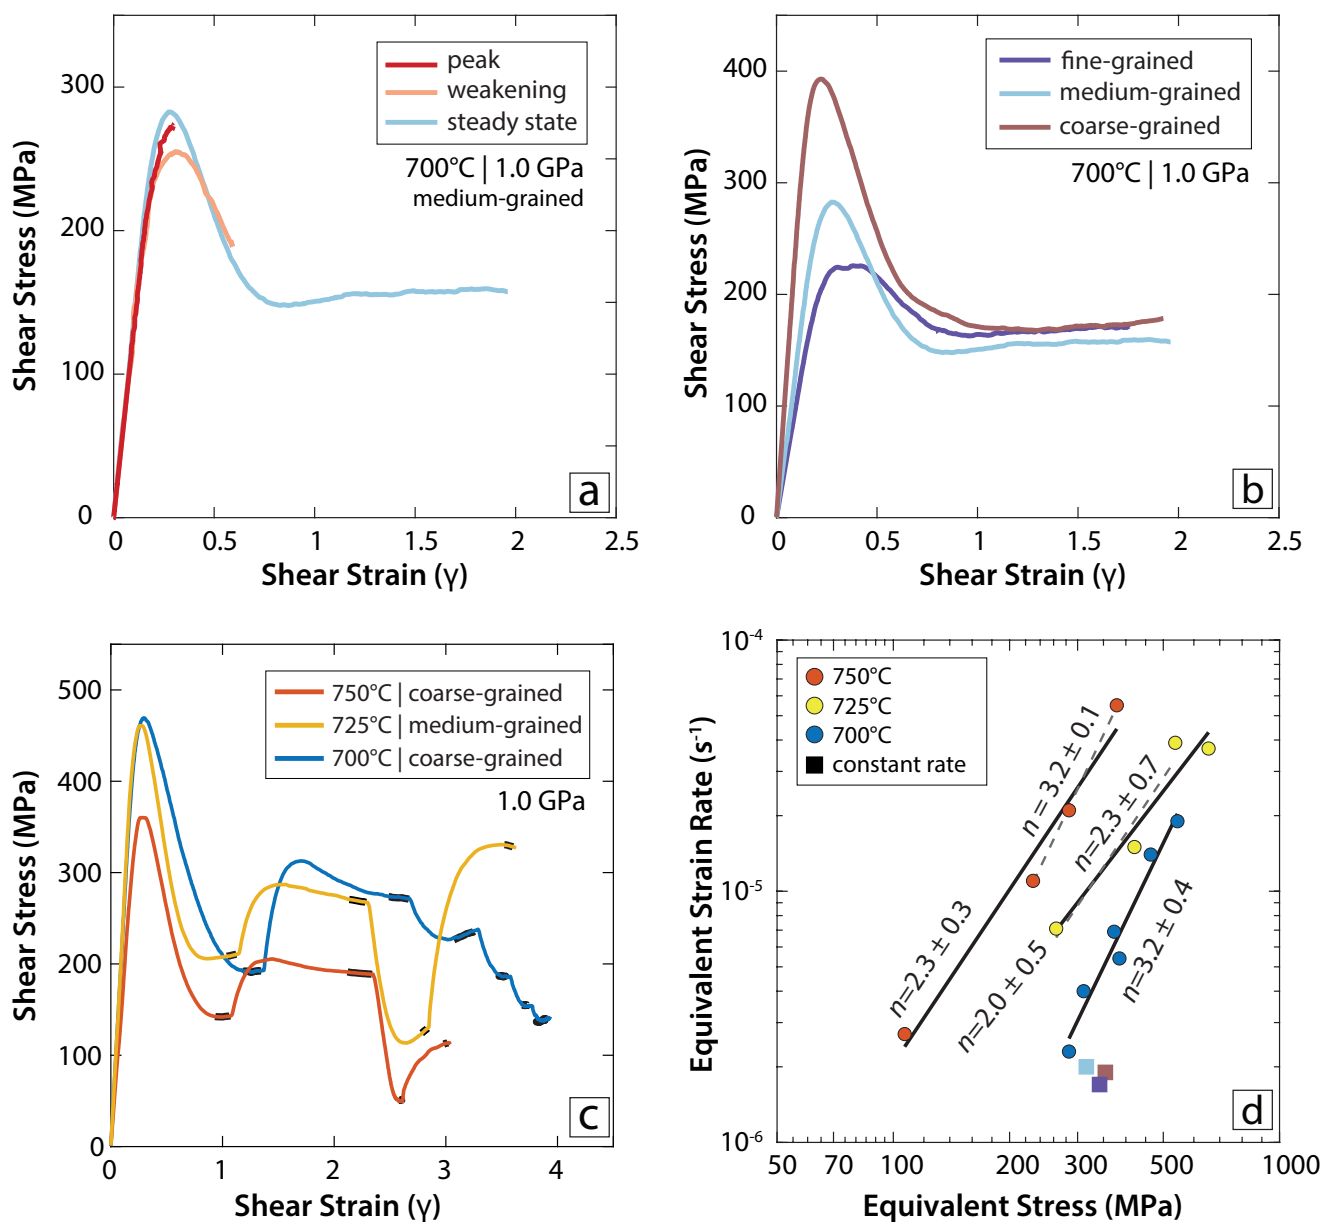 peak
weakening
steady state
700°C | 1.0 GPa
medium-grained
300
200
100
0
0
0.5
1
1.5
2
2.5
Shear Stress (MPa)
Shear Strain (γ)
a
fine-grained
medium-grained
coarse-grained
700°C | 1.0 GPa
400
300
200
100
0
0
0.5
1
1.5
2
2.5
Shear Stress (MPa)
Shear Strain (γ)
b
750°C | coarse-grained
725°C | medium-grained
700°C | coarse-grained
1.0 GPa
500
400
300
200
100
0
0
1
2
3
4
Shear Stress (MPa)
Shear Strain (γ)
c
750°C
725°C
700°C
constant rate
n = 3.2 ± 0.1
n=2.3 ± 0.7
n=2.3 ± 0.3
n=2.0 ± 0.5
n=3.2 ± 0.4
10⁻⁴
10⁻⁵
10⁻⁶
50
70
100
200
300
500
1000
Equivalent Strain Rate (s⁻¹)
Equivalent Stress (MPa)
d